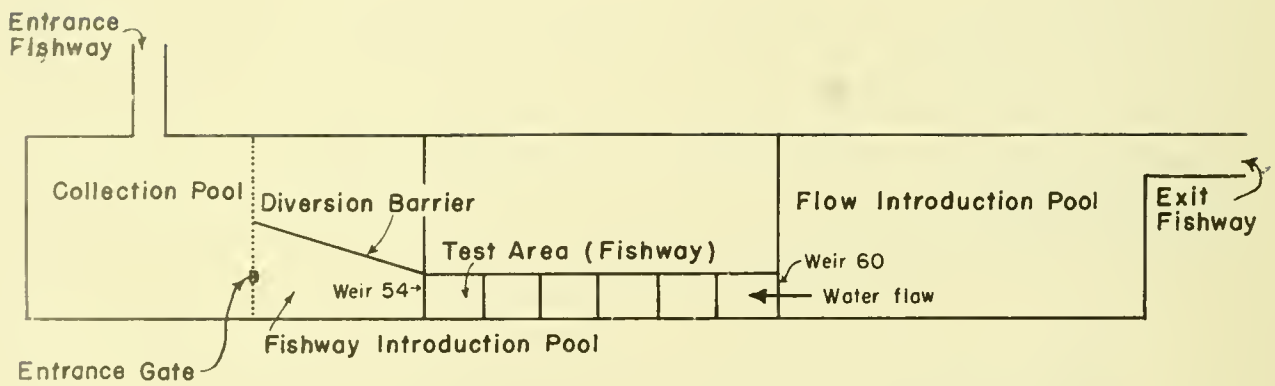 Entrance
Fishway
Collection Pool
Diversion Barrier
Flow Introduction Pool
Exit
Fishway
Test Area (Fishway)
Weir 60
Weir 54
Water flaw
Fishway Introduction Pool
Entrance Gate